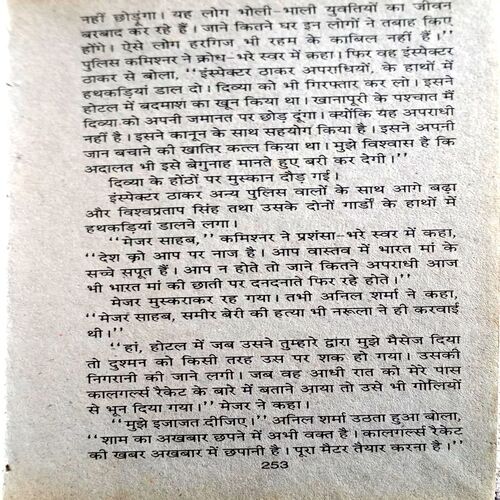 नहीं छोड़ूंगा। यह लोग भोली-भाली युवतियों का जीवन
बरबाद कर रहे हैं। जाने कितने घर इन लोगों ने तबाह किए
होंगे। ऐसे लोग हरगिज भी रहम के काबिल नहीं हैं।''
पुलिस कमिश्नर ने क्रोध-भरे स्वर में कहा। फिर वह इंस्पेक्टर
ठाकर से बोला, ''इंस्पेक्टर ठाकर अपराधियों, के हाथों में
हथकड़ियां डाल दो। दिव्या को भी गिरफ्तार कर लो। इसने
होटल में बदमाश का खून किया था। खानापूरी के पश्चात मैं
दिव्या को अपनी जमानत पर छोड़ दूंगा। क्योंकि यह अपराधी
नहीं है। इसने कानून के साथ सहयोग किया है। इसने अपनी
जान बचाने की खातिर कत्ल किया था। मुझे विश्वास है कि
अदालत भी इसे बेगुनाह मानते हुए बरी कर देगी।''
दिव्या के होंठों पर मुस्कान दौड़ गई।
इंस्पेक्टर ठाकर अन्य पुलिस वालों के साथ आगे बढ़ा
और विश्वप्रताप सिंह तथा उसके दोनों गार्डों के हाथों में
हथकड़ियां डालने लगा।
''मेजर साहब,'' कमिश्नर ने प्रशंसा-भरे स्वर में कहा,
''देश को आप पर नाज है। आप वास्तव में भारत मां के
सच्चे सपूत हैं। आप न होते तो जाने कितने अपराधी आज
भी भारत मां की छाती पर दनदनाते फिर रहे होते।''
मेजर मुस्कराकर रह गया। तभी अनिल शर्मा ने कहा,
''मेजर साहब, समीर बेरी की हत्या भी नरूला ने ही करवाई
थी।''
''हां, होटल में जब उसने तुम्हारे द्वारा मुझे मैसेज दिया
तो दुश्मन को किसी तरह उस पर शक हो गया। उसकी
निगरानी की जाने लगी। जब वह आधी रात को मेरे पास
कालगर्ल्स रैकेट के बारे में बताने आया तो उसे भी गोलियों
से भून दिया गया।'' मेजर ने कहा।
''मुझे इजाजत दीजिए।'' अनिल शर्मा उठता हुआ बोला,
''शाम का अखबार छपने में अभी वक्त है। कालगर्ल्स रैकेट
की खबर अखबार में छपानी है। पूरा मैटर तैयार करना है।''
253